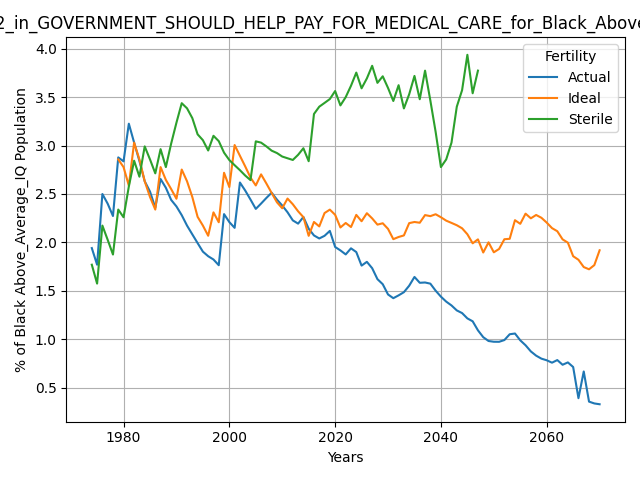 2_in_GOVERNMENT_SHOULD_HELP_PAY_FOR_MEDICAL_CARE_for_Black_Above
4.0
3.5
3.0
2.5
2.0
1.5
1.0
0.5
% of Black Above_Average_IQ Population
Fertility
Actual
Ideal
Sterile
1980
2000
2020
2040
2060
Years